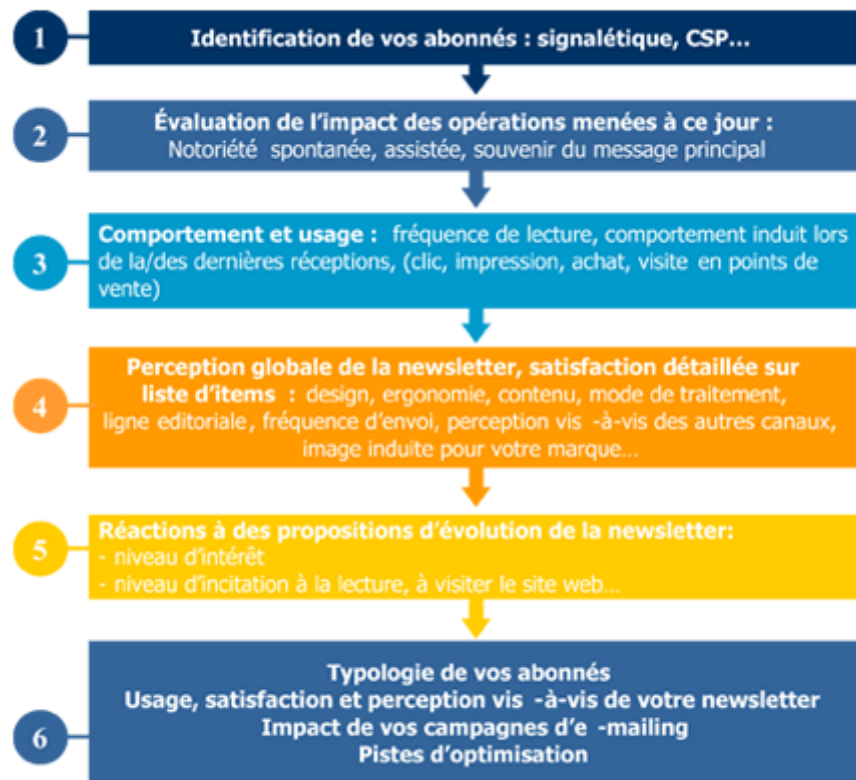 1
Identification de vos abonnés : signalétique, CSP...
2
Évaluation de l'impact des opérations menées à ce jour :
Notoriété spontanée, assistée, souvenir du message principal
3
Comportement et usage : fréquence de lecture, comportement induit lors
de la/des dernières réceptions, (clic, impression, achat, visite en points de
vente)
4
Perception globale de la newsletter, satisfaction détaillée sur
liste d'items : design, ergonomie, contenu, mode de traitement,
ligne editoriale, fréquence d'envoi, perception vis -à-vis des autres canaux,
image induite pour votre marque...
5
Réactions à des propositions d'évolution de la newsletter:
- niveau d'intérêt
- niveau d'incitation à la lecture, à visiter le site web...
6
Typologie de vos abonnés
Usage, satisfaction et perception vis -à-vis de votre newsletter
Impact de vos campagnes d'e -mailing
Pistes d'optimisation